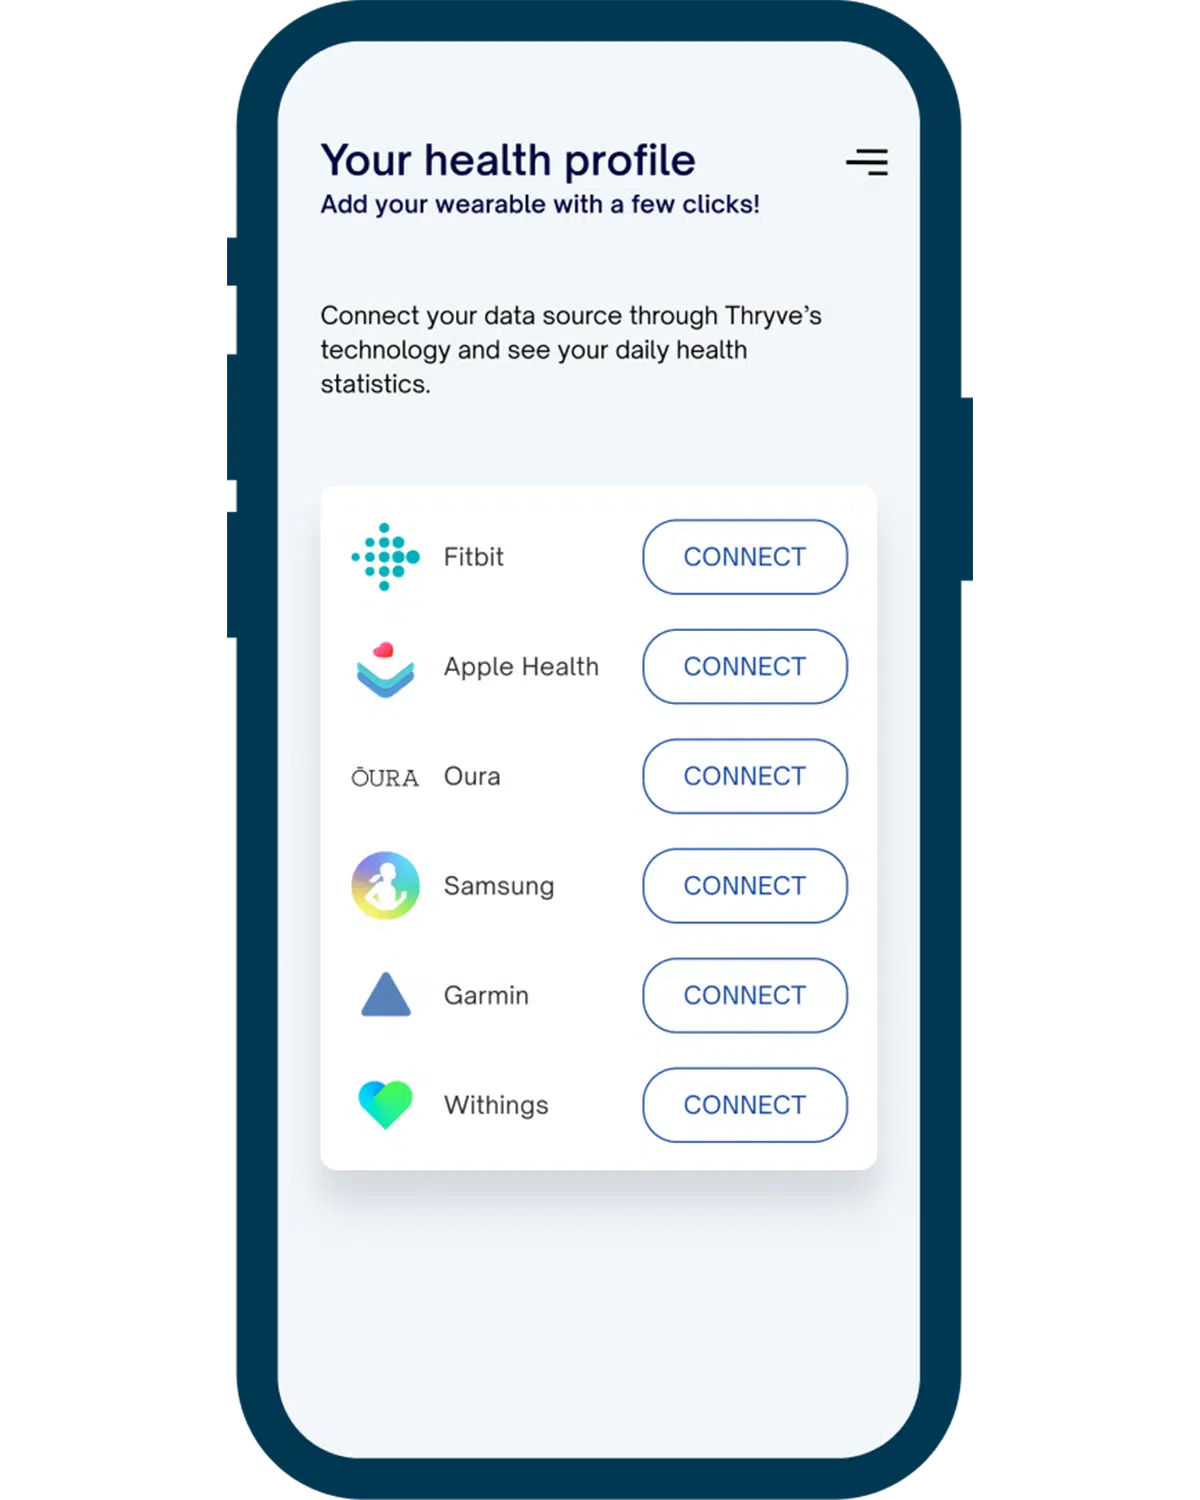 Your health profile
Add your wearable with a few clicks!
Connect your data source through Thryve’s
technology and see your daily health
statistics.
Fitbit CONNECT
Apple Health CONNECT
ŌURA Oura CONNECT
Samsung CONNECT
Garmin CONNECT
Withings CONNECT